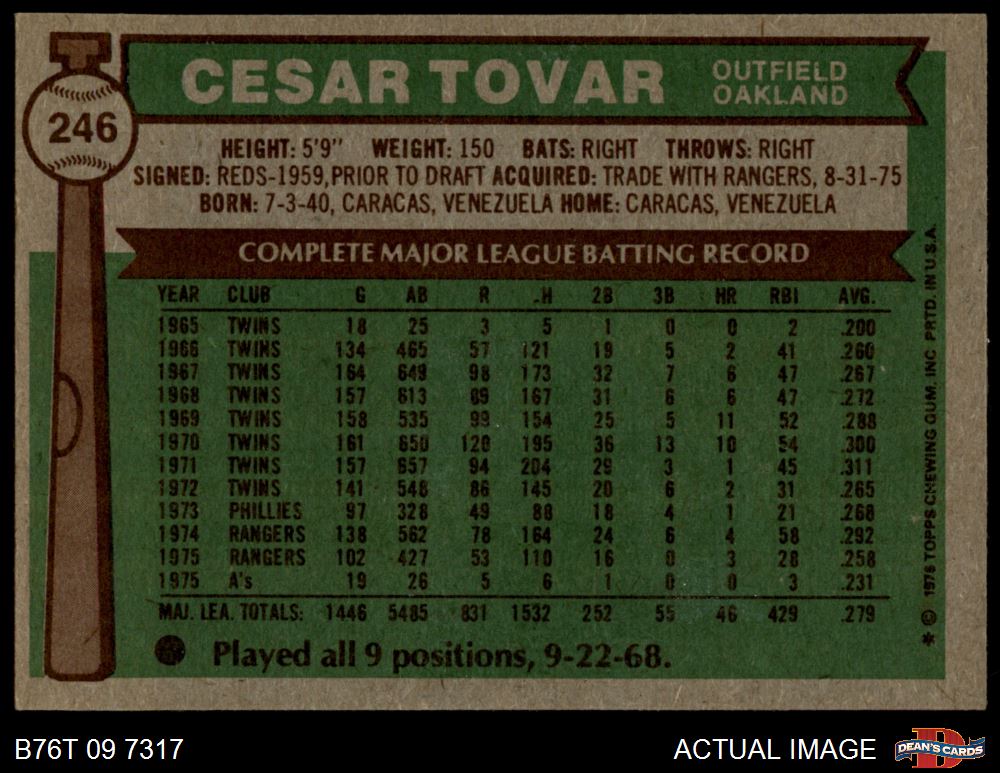 246
CESAR TOVAR
OUTFIELD
OAKLAND
HEIGHT: 5'9" WEIGHT: 150 BATS: RIGHT THROWS: RIGHT
SIGNED: REDS-1959, PRIOR TO DRAFT ACQUIRED: TRADE WITH RANGERS, 8-31-75
BORN: 7-3-40, CARACAS, VENEZUELA HOME: CARACAS, VENEZUELA
COMPLETE MAJOR LEAGUE BATTING RECORD
YEAR CLUB G AB R H 2B 3B HR RBI AVG.
1965 TWINS 18 25 3 5 1 0 0 2 .200
1966 TWINS 134 465 57 121 19 5 2 41 .260
1967 TWINS 164 649 98 173 32 7 6 47 .267
1968 TWINS 157 613 89 167 31 6 6 47 .272
1969 TWINS 158 535 99 154 25 5 11 52 .288
1970 TWINS 161 650 120 195 36 13 10 54 .300
1971 TWINS 157 657 94 204 29 3 1 45 .311
1972 TWINS 141 548 86 145 20 6 2 31 .265
1973 PHILLIES 97 328 49 88 18 4 1 21 .268
1974 RANGERS 138 562 78 164 24 6 4 58 .292
1975 RANGERS 102 427 53 110 16 0 3 28 .258
1975 A's 19 26 5 6 1 0 0 3 .231
MAJ. LEA. TOTALS: 1446 5485 831 1532 252 55 46 429 .279
Played all 9 positions, 9-22-68.
* © 1976 TOPPS CHEWING GUM, INC. PRTD. IN U.S.A.
B76T 09 7317
ACTUAL IMAGE
D
DEAN'S CARDS